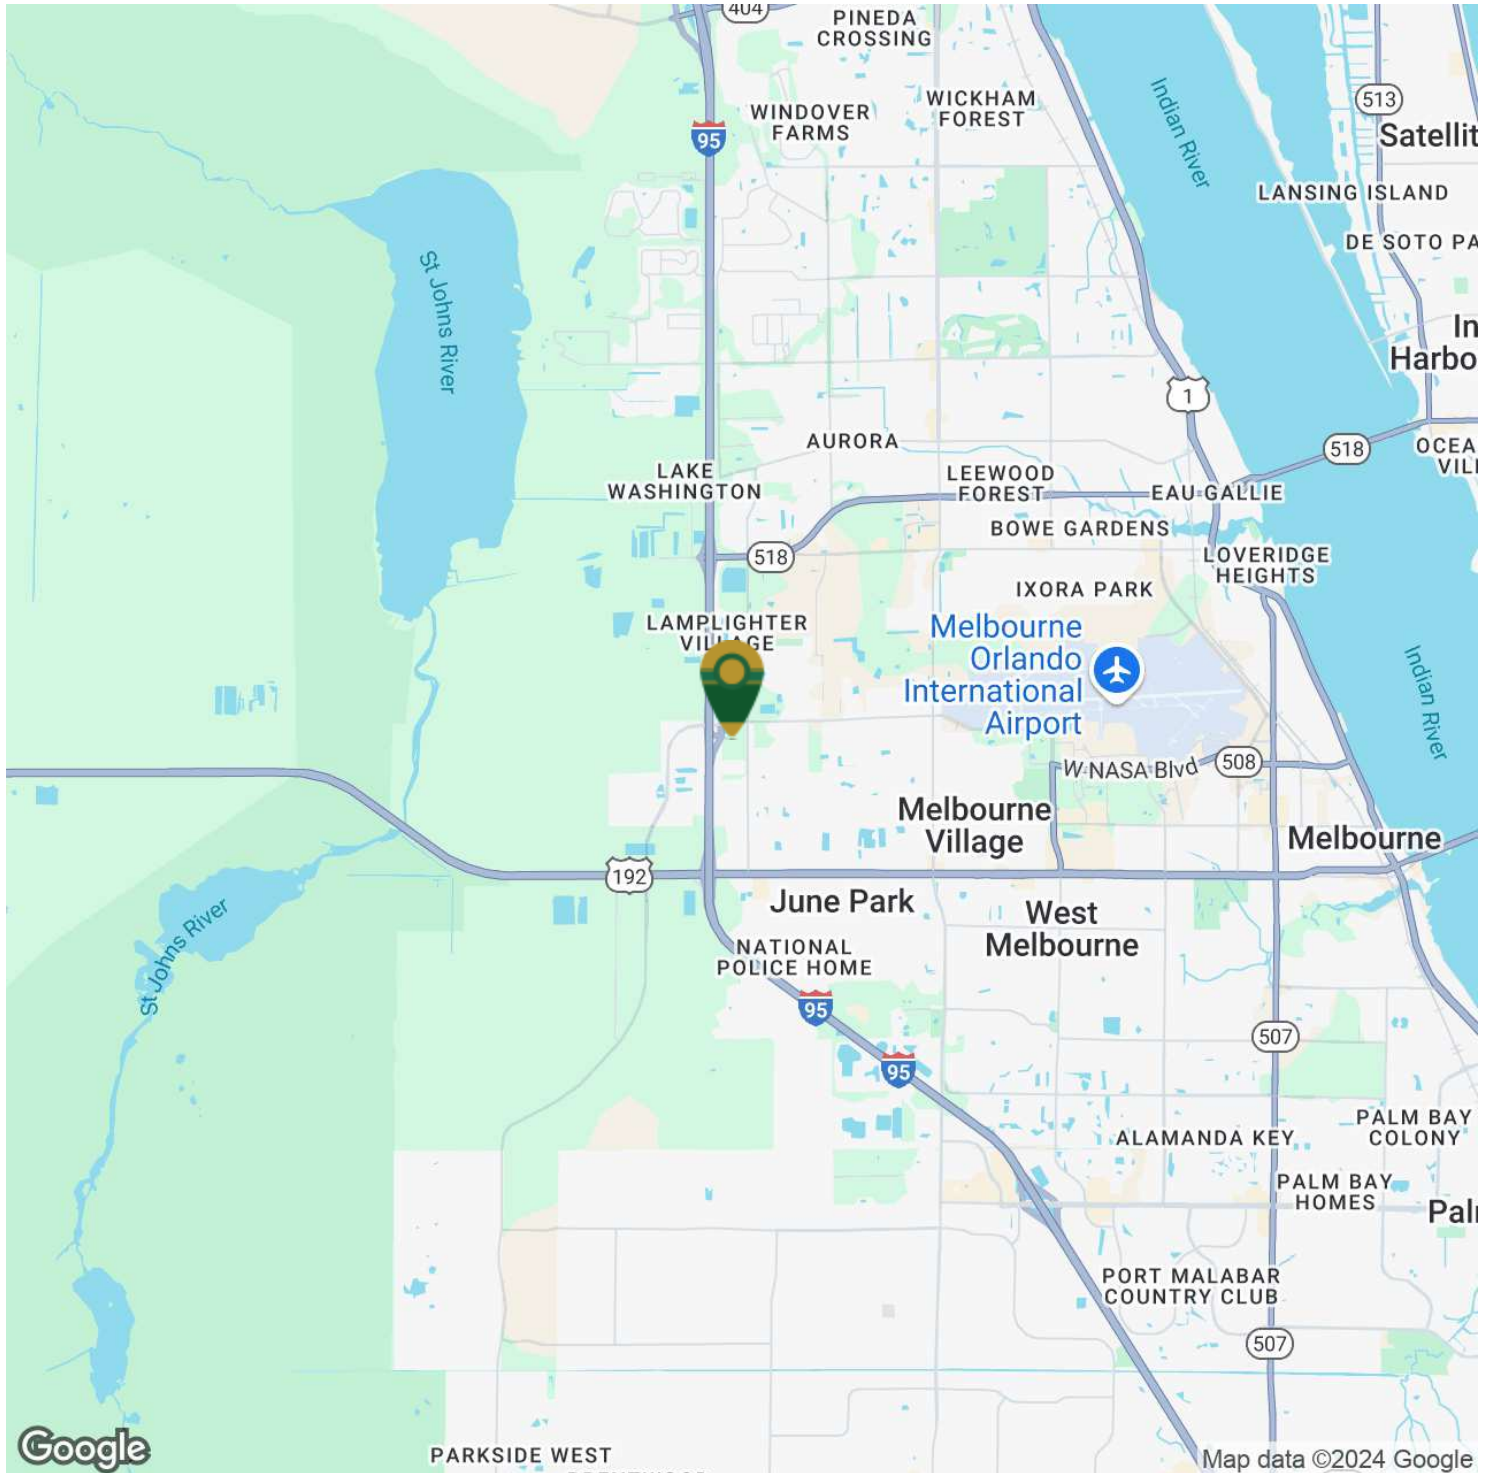 404
PINEDA
CROSSING
Indian River
513
WINDOVER
FARMS
WICKHAM
FOREST
95
Satellit
LANSING ISLAND
DE SOTO PA
St Johns River
In
Harbo
1
AURORA
518
OCEA
VILI
LAKE
WASHINGTON
LEEWOOD
FOREST
EAU GALLIE
BOWE GARDENS
518
LOVERIDGE
HEIGHTS
IXORA PARK
LAMPLIGHTER
VILLAGE
Melbourne
Orlando
International
Airport
Indian River
W NASA Blvd
508
Melbourne
Village
Melbourne
192
June Park
West
Melbourne
St Johns River
NATIONAL
POLICE HOME
95
507
95
ALAMANDA KEY
PALM BAY
COLONY
PALM BAY
HOMES
Palm
PORT MALABAR
COUNTRY CLUB
507
Google
PARKSIDE WEST
Map data ©2024 Google